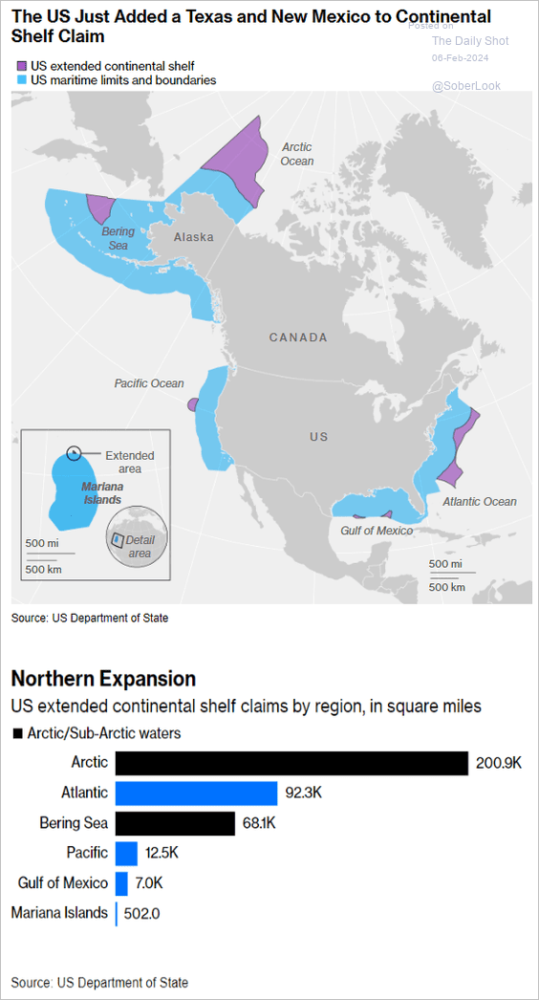 The US Just Added a Texas and New Mexico to Continental
Shelf Claim
Posted on
The Daily Shot
06-Feb-2024
@SoberLook
US extended continental shelf
US maritime limits and boundaries
Arctic
Ocean
Bering
Sea
Alaska
CANADA
Pacific Ocean
US
Extended
area
Mariana
Islands
Detail
area
500 mi
500 km
Atlantic Ocean
Gulf of Mexico
500 mi
500 km
Source: US Department of State
Northern Expansion
US extended continental shelf claims by region, in square miles
Arctic/Sub-Arctic waters
Arctic 200.9K
Atlantic 92.3K
Bering Sea 68.1K
Pacific 12.5K
Gulf of Mexico 7.0K
Mariana Islands 502.0
Source: US Department of State